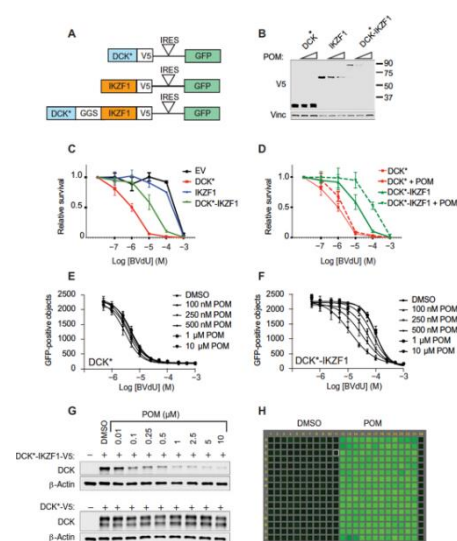 A
IRES
DCK* V5 GFP
IRES
IKZF1 V5 GFP
IRES
DCK* GGS IKZF1 V5 GFP
B
DCK* IKZF1 DCK*-IKZF1
POM:
V5
90
75
50
37
Vinc
C
Relative survival
1.0
0.5
0.0
EV
DCK*
IKZF1
DCK*-IKZF1
-7 -6 -5 -4 -3
Log [BVdU] (M)
D
Relative survival
1.0
0.5
0.0
DCK*
DCK* + POM
DCK*-IKZF1
DCK*-IKZF1 + POM
-7 -6 -5 -4 -3
Log [BVdU] (M)
E
GFP-positive objects
2500
2000
1500
1000
500
0
DMSO
100 nM POM
250 nM POM
500 nM POM
1 µM POM
10 µM POM
DCK*
-6 -5 -4 -3
Log [BVdU] (M)
F
GFP-positive objects
2500
2000
1500
1000
500
0
DMSO
100 nM POM
250 nM POM
500 nM POM
1 µM POM
10 µM POM
DCK*-IKZF1
-6 -5 -4 -3
Log [BVdU] (M)
G
POM (µM)
DMSO 0.01 0.1 0.25 0.5 1 2.5 5 10
DCK*-IKZF1-V5: - + + + + + + + + +
DCK
β-Actin
DCK*-V5: - + + + + + + + + +
DCK
β-Actin
H
DMSO POM